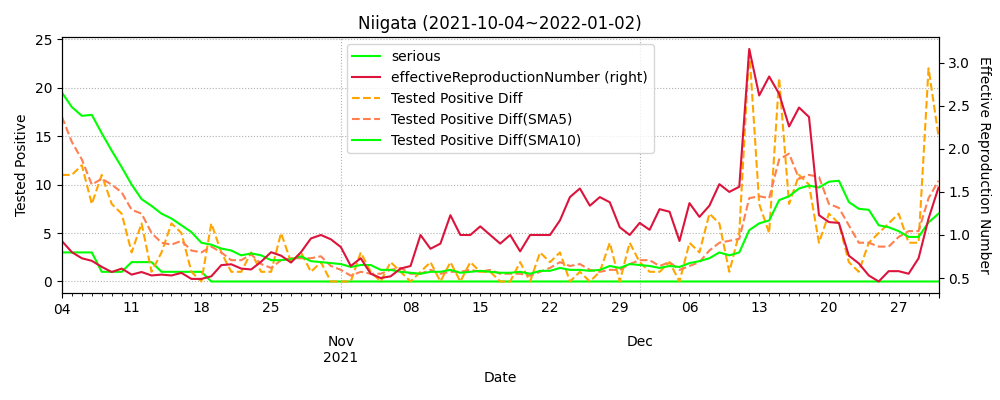 Niigata (2021-10-04~2022-01-02)
25
20
15
10
5
0
Tested Positive
serious
effectiveReproductionNumber (right)
Tested Positive Diff
Tested Positive Diff(SMA5)
Tested Positive Diff(SMA10)
3.0
2.5
2.0
1.5
1.0
0.5
Effective Reproduction Number
04 11 18 25 08 15 22 29 06 13 20 27
Nov Dec
2021
Date